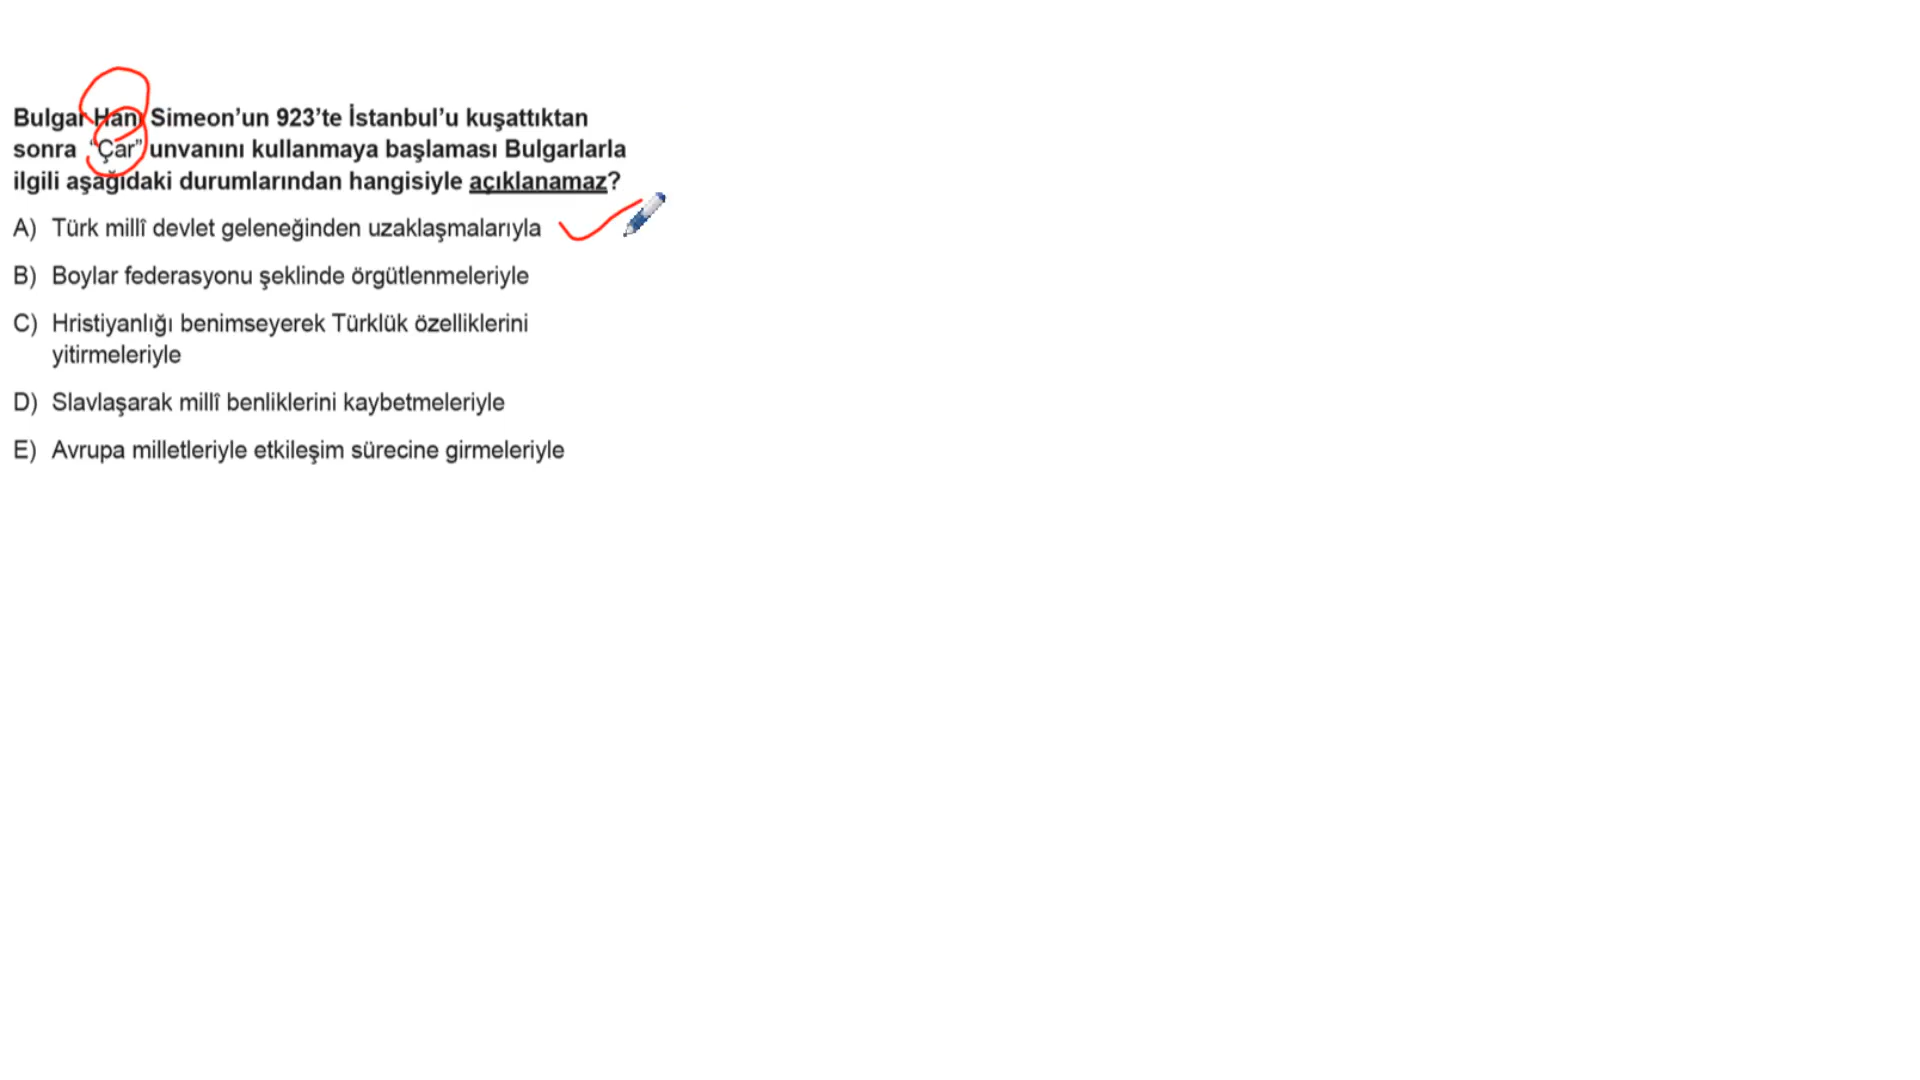 Bulgar Hanı Simeon’un 923’te İstanbul’u kuşattıktan
sonra “Çar” unvanını kullanmaya başlaması Bulgarlarla
ilgili aşağıdaki durumlarından hangisiyle açıklanamaz?
A) Türk millî devlet geleneğinden uzaklaşmalarıyla
B) Boylar federasyonu şeklinde örgütlenmeleriyle
C) Hristiyanlığı benimseyerek Türklük özelliklerini
yitirmeleriyle
D) Slavlaşarak millî benliklerini kaybetmeleriyle
E) Avrupa milletleriyle etkileşim sürecine girmeleriyle